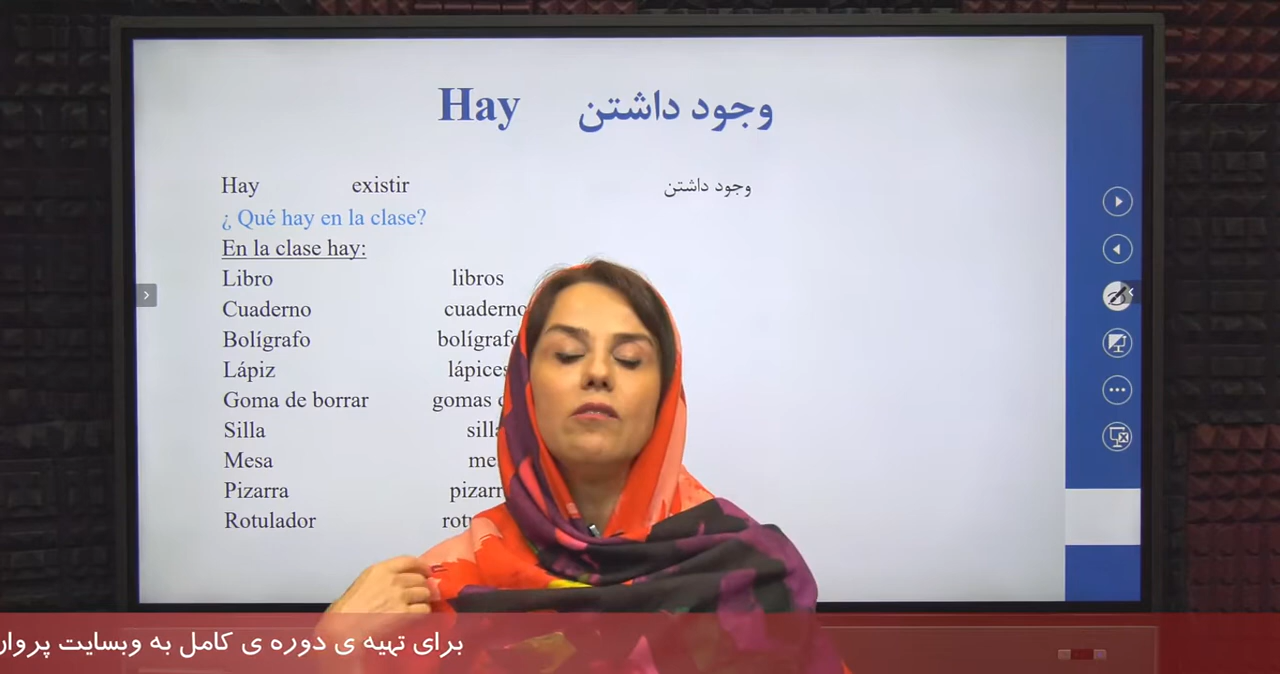 Hay وجود داشتن
Hay existir وجود داشتن
¿ Qué hay en la clase?
En la clase hay:
Libro libros
Cuaderno
Bolígrafo
Lápiz lápices
Goma de borrar gomas
Silla
Mesa
Pizarra
Rotulador
برای تهیه ی دوره ی کامل به وبسایت